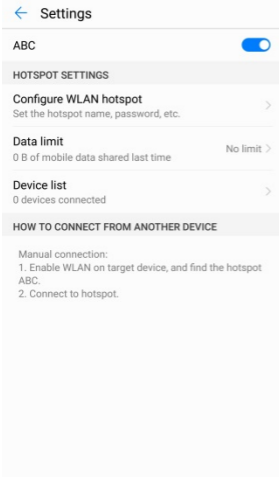 Settings
ABC
HOTSPOT SETTINGS
Configure WLAN hotspot
Set the hotspot name, password, etc.
Data limit
0 B of mobile data shared last time
No limit
Device list
0 devices connected
HOW TO CONNECT FROM ANOTHER DEVICE
Manual connection:
1. Enable WLAN on target device, and find the hotspot
ABC.
2. Connect to hotspot.